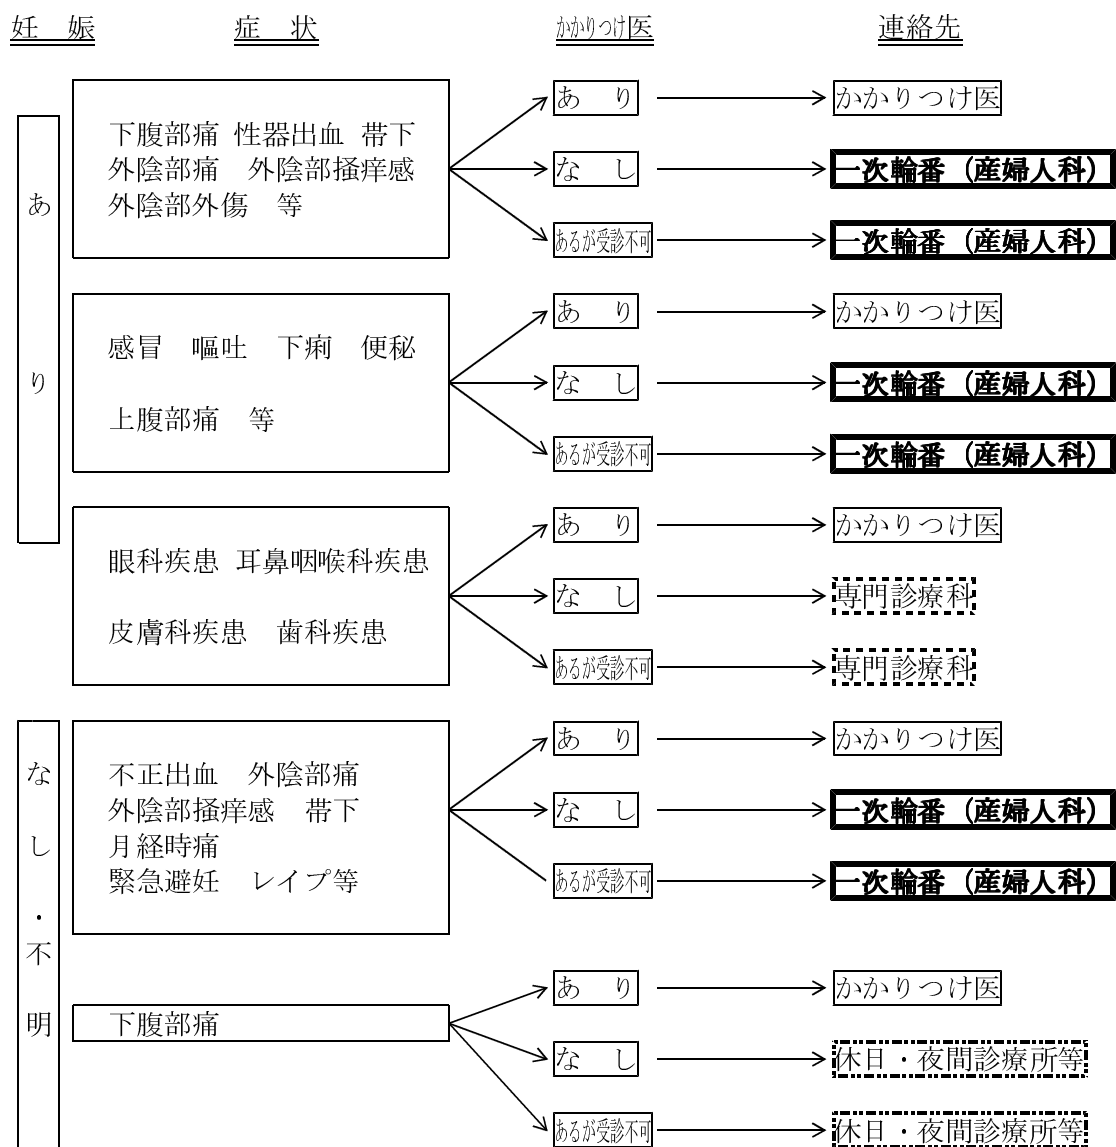 妊　娠　症　状　かかりつけ医　連絡先
あり
下腹部痛 性器出血 帯下
外陰部痛　外陰部掻痒感
外陰部外傷　等
あ　り　かかりつけ医
な　し　一次輪番（産婦人科）
あるが受診不可　一次輪番（産婦人科）
感冒　嘔吐　下痢　便秘
上腹部痛　等
あ　り　かかりつけ医
な　し　一次輪番（産婦人科）
あるが受診不可　一次輪番（産婦人科）
眼科疾患 耳鼻咽喉科疾患
皮膚科疾患　歯科疾患
あ　り　かかりつけ医
な　し　専門診療科
あるが受診不可　専門診療科
なし・不明
不正出血　外陰部痛
外陰部掻痒感　帯下
月経時痛
緊急避妊　レイプ等
あ　り　かかりつけ医
な　し　一次輪番（産婦人科）
あるが受診不可　一次輪番（産婦人科）
下腹部痛
あ　り　かかりつけ医
な　し　休日・夜間診療所等
あるが受診不可　休日・夜間診療所等